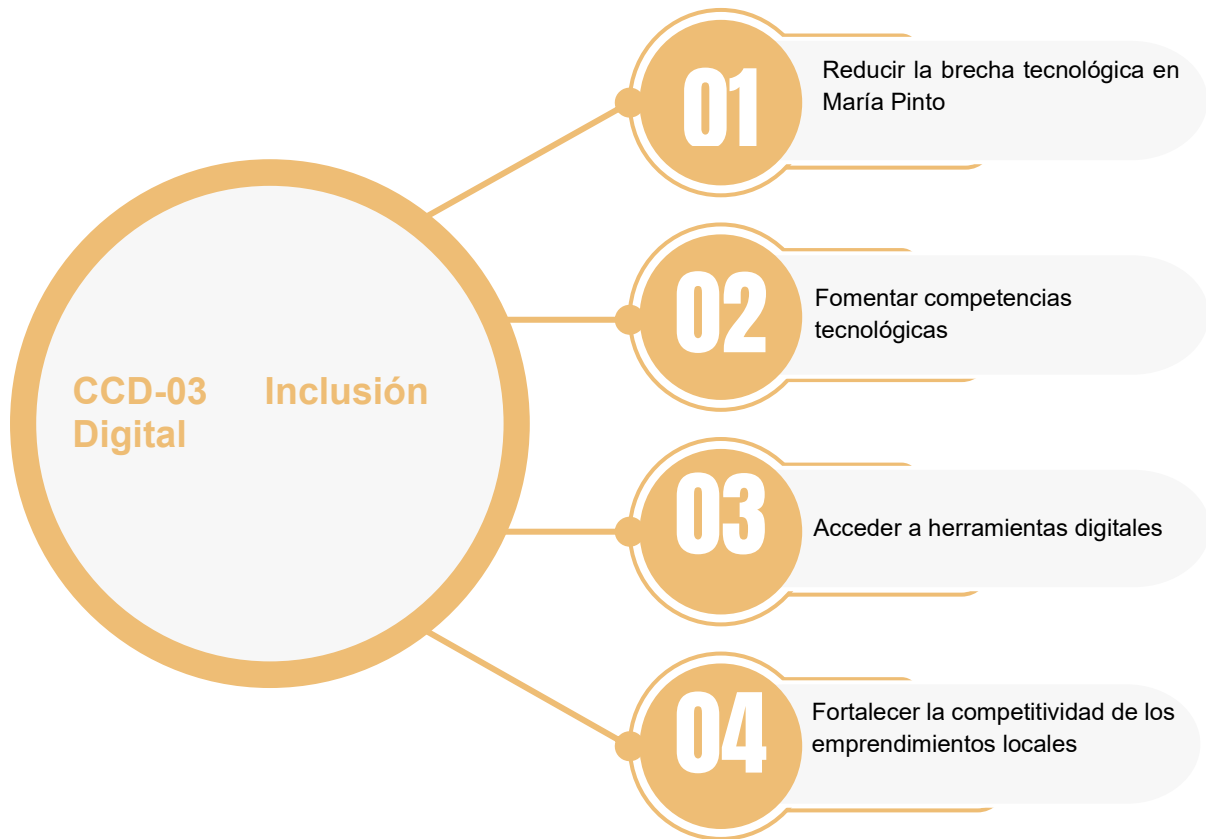 CCD-03 Inclusión
Digital
01
Reducir la brecha tecnológica en
María Pinto
02
Fomentar competencias
tecnológicas
03
Acceder a herramientas digitales
04
Fortalecer la competitividad de los
emprendimientos locales